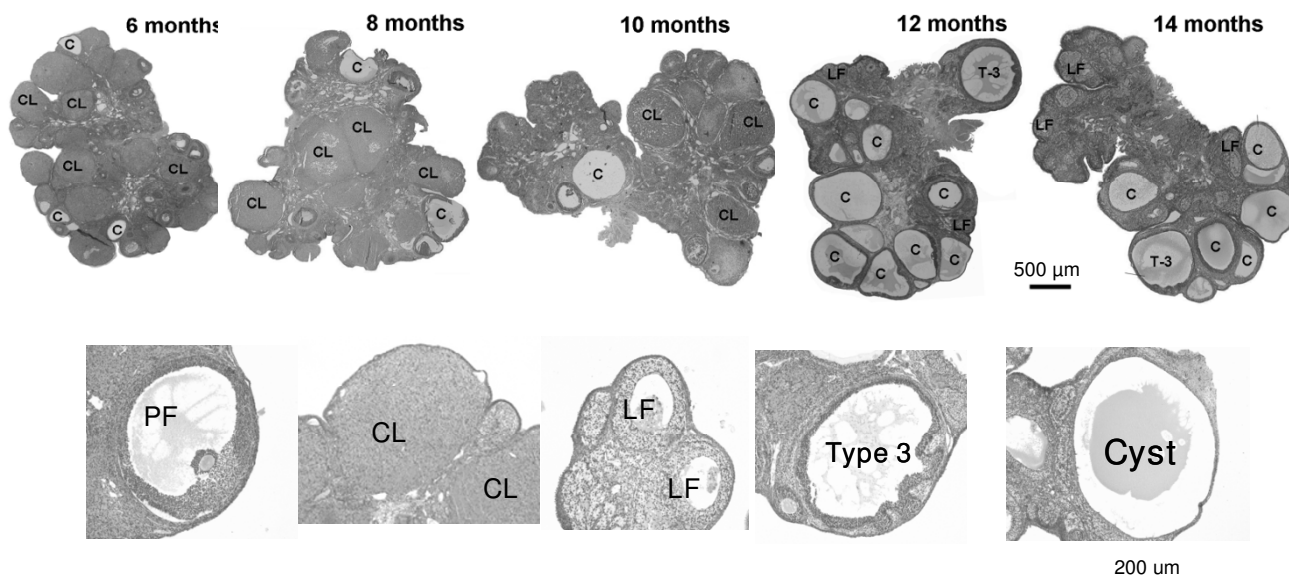 6 months
8 months
10 months
12 months
14 months
C
CL
CL
CL
CL
C
C
C
CL
CL
CL
C
CL
CL
C
CL
LF
T-3
C
C
C
C
LF
C
C
C
C
LF
LF
LF
C
C
C
T-3
C
C
500 µm
PF
CL
CL
LF
LF
Type 3
Cyst
200 um